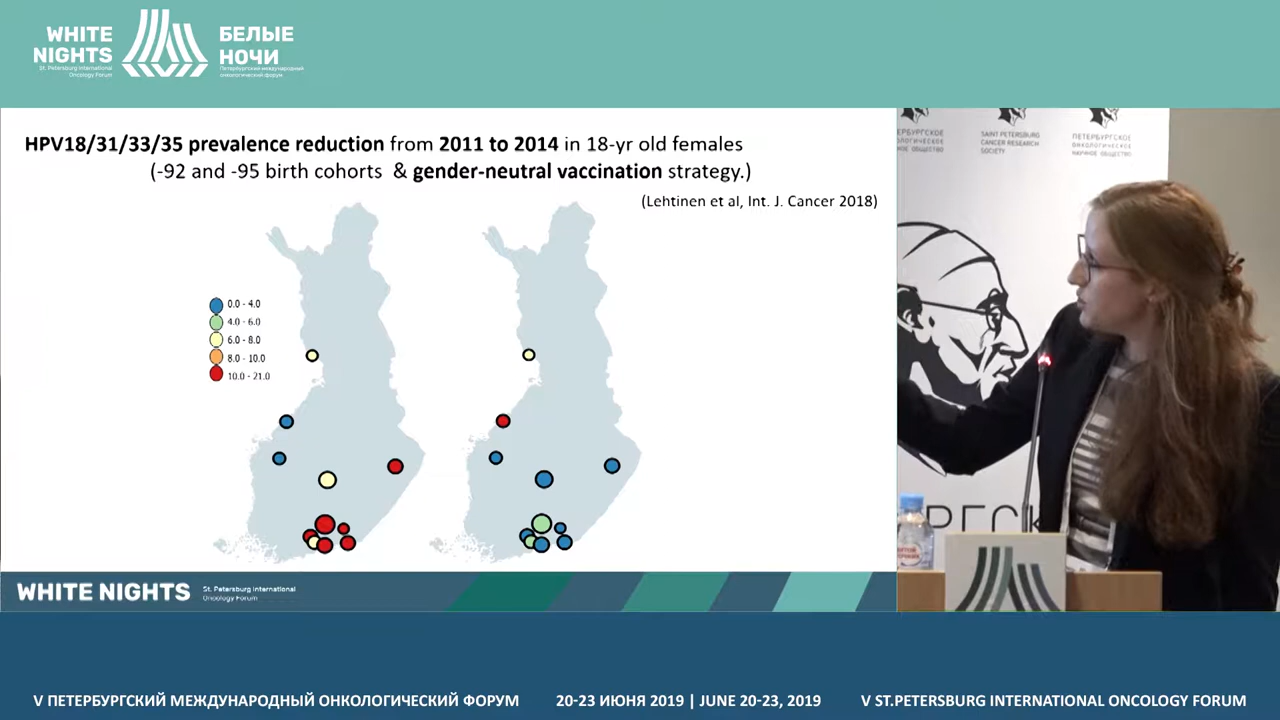 WHITE NIGHTS
St. Petersburg International Oncology Forum
БЕЛЫЕ НОЧИ
Петербургский международный онкологический форум
HPV18/31/33/35 prevalence reduction from 2011 to 2014 in 18-yr old females
(-92 and -95 birth cohorts & gender-neutral vaccination strategy.)
(Lehtinen et al, Int. J. Cancer 2018)
0.0 - 4.0
4.0 - 6.0
6.0 - 8.0
8.0 - 10.0
10.0 - 21.0
ЕРБУРГСКОЕ
ЛОГИЧЕСКОЕ
НОЕ ОБЩЕСТВО
SAINT PETERSBURG
CANCER RESEARCH
SOCIETY
ПЕТЕРБУРГСКОЕ
ОНКОЛОГИЧЕСКОЕ
НАУЧНОЕ ОБЩЕСТВО
WHITE NIGHTS
St. Petersburg International
Oncology Forum
V ПЕТЕРБУРГСКИЙ МЕЖДУНАРОДНЫЙ ОНКОЛОГИЧЕСКИЙ ФОРУМ
20-23 ИЮНЯ 2019 | JUNE 20-23, 2019
V ST.PETERSBURG INTERNATIONAL ONCOLOGY FORUM